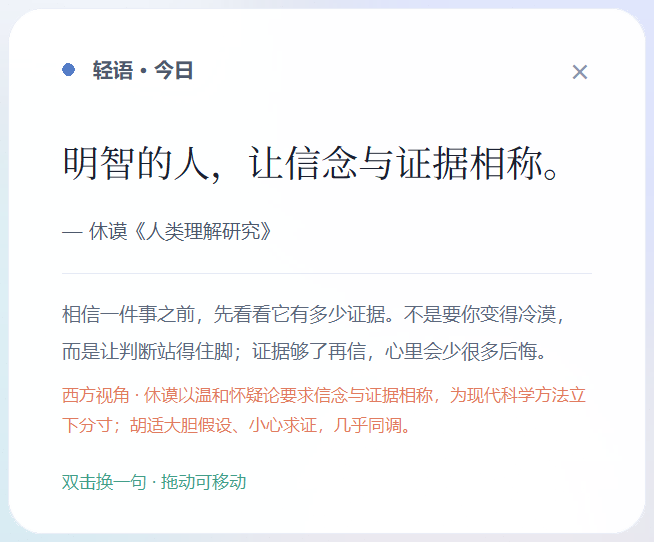 轻语·今日
×
明智的人，让信念与证据相称。
— 休谟《人类理解研究》
相信一件事之前，先看看它有多少证据。不是要你变得冷漠，
而是让判断站得住脚；证据够了再信，心里会少很多后悔。
西方视角 · 休谟以温和怀疑论要求信念与证据相称，为现代科学方法立
下分寸；胡适大胆假设、小心求证，几乎同调。
双击换一句 · 拖动可移动